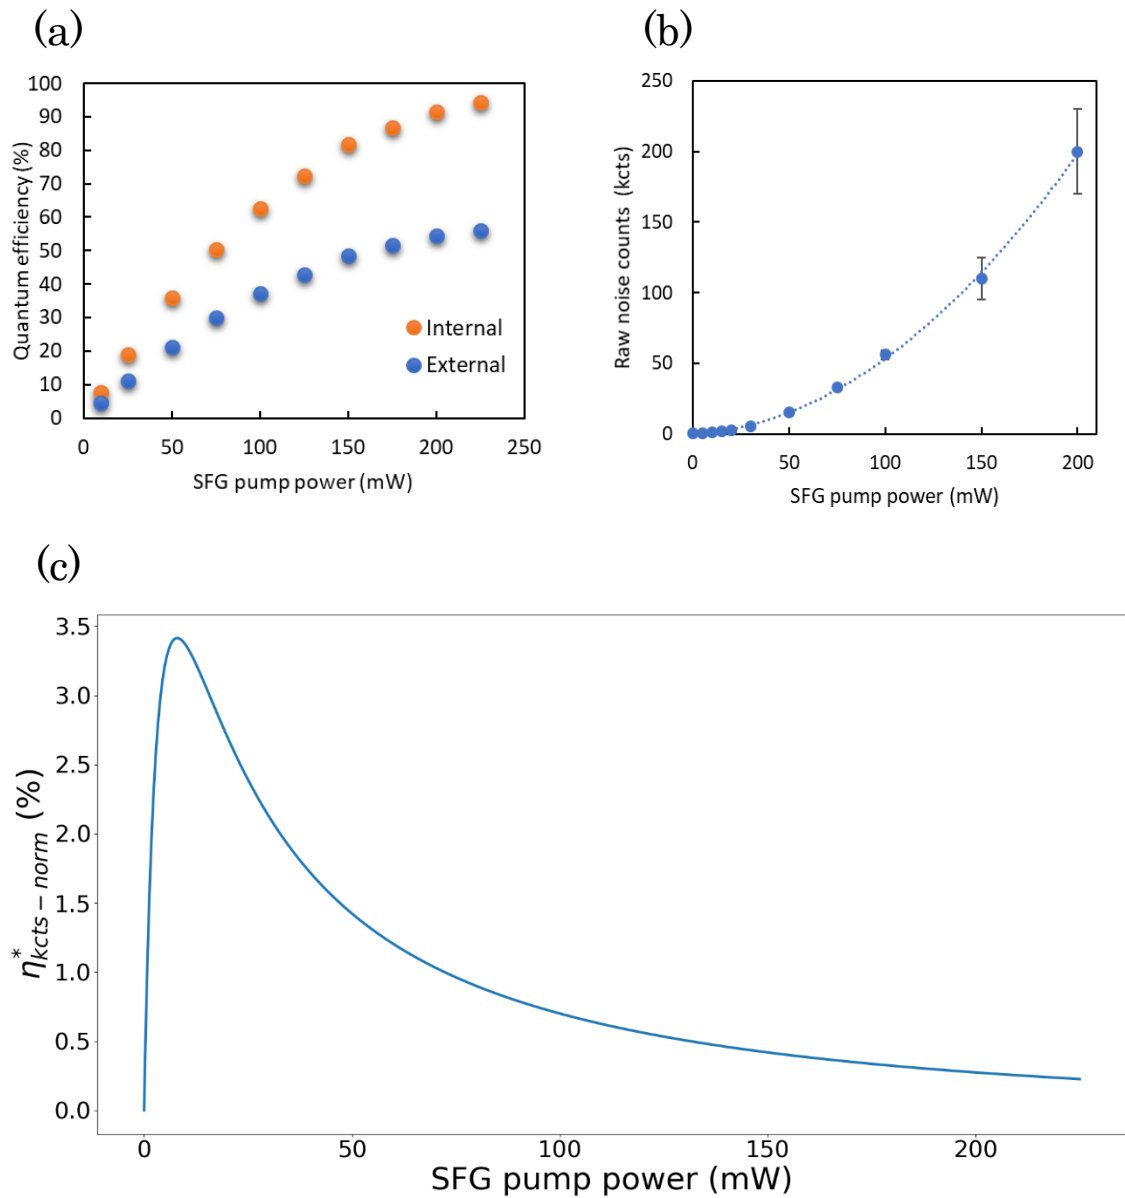 (a)
100
90
80
70
60
50
40
30
20
10
0
Quantum efficiency (%)
Internal
External
0 50 100 150 200 250
SFG pump power (mW)
(b)
250
200
150
100
50
0
Raw noise counts (kcts)
0 50 100 150 200
SFG pump power (mW)
(c)
3.5
3.0
2.5
2.0
1.5
1.0
0.5
0.0
η*kcts − norm (%)
0 50 100 150 200
SFG pump power (mW)